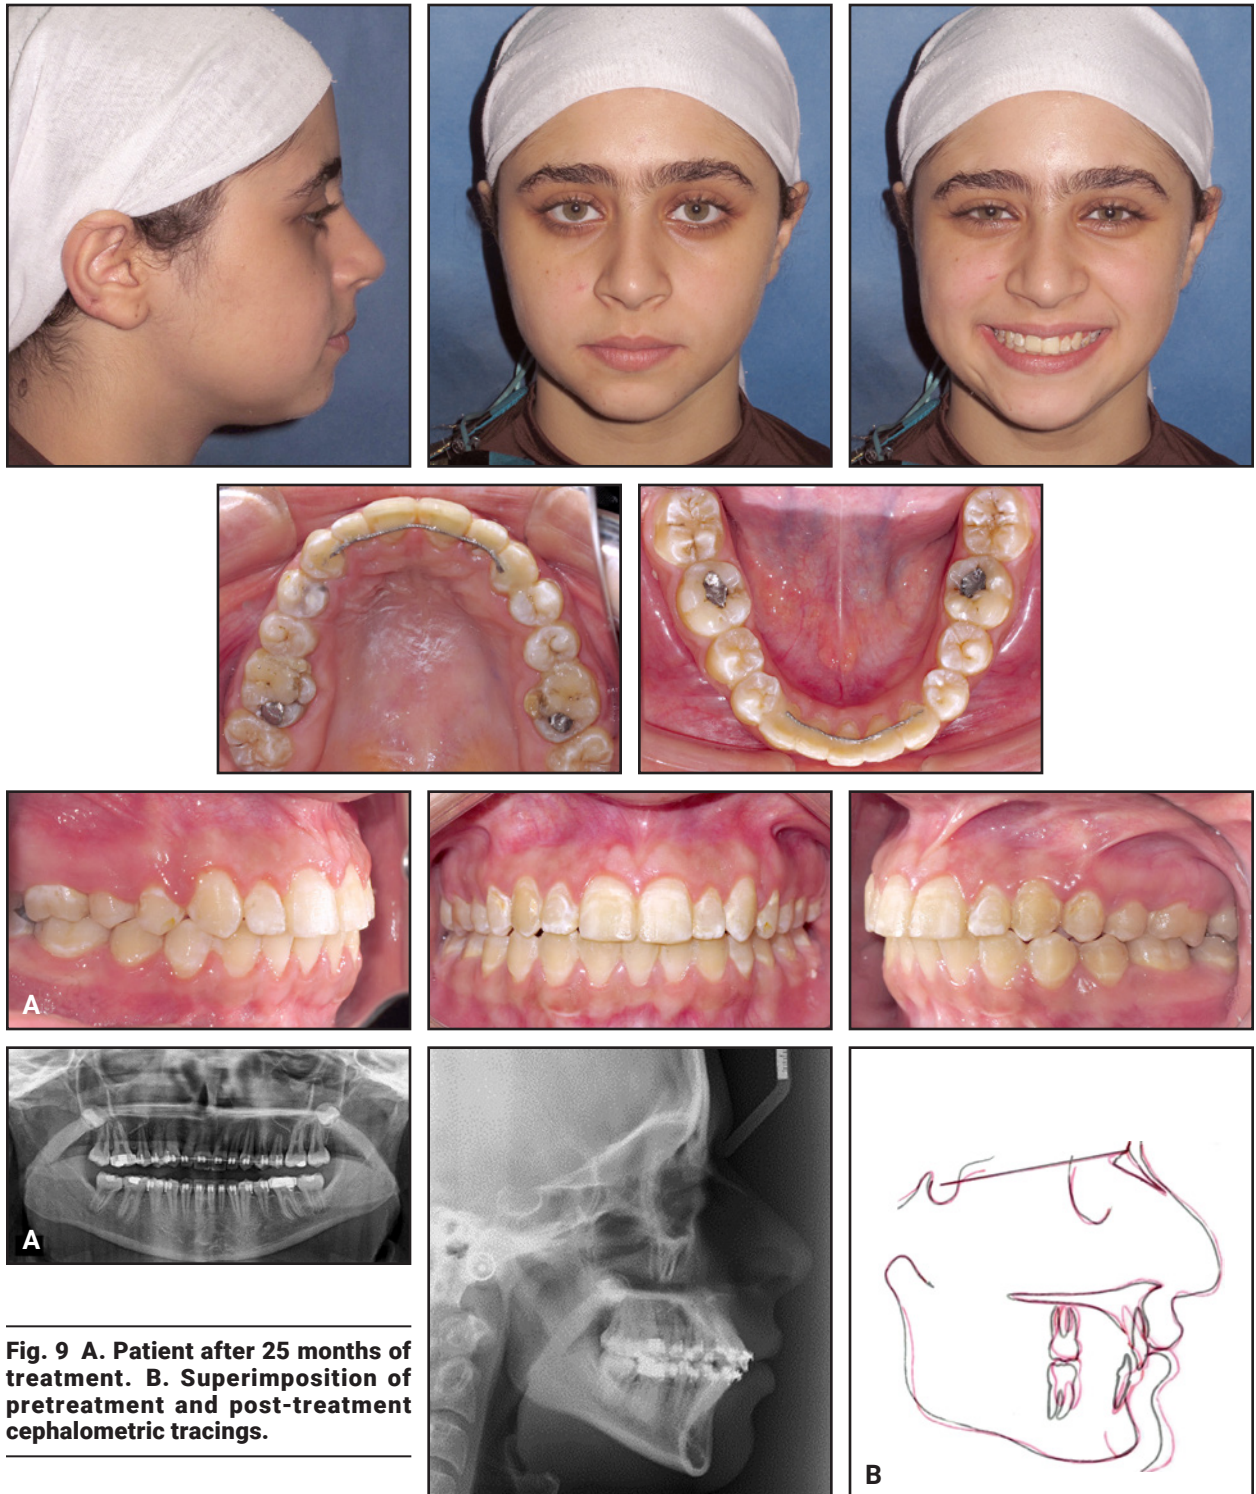 A
A
B
Fig. 9 A. Patient after 25 months of
treatment. B. Superimposition of
pretreatment and post-treatment
cephalometric tracings.